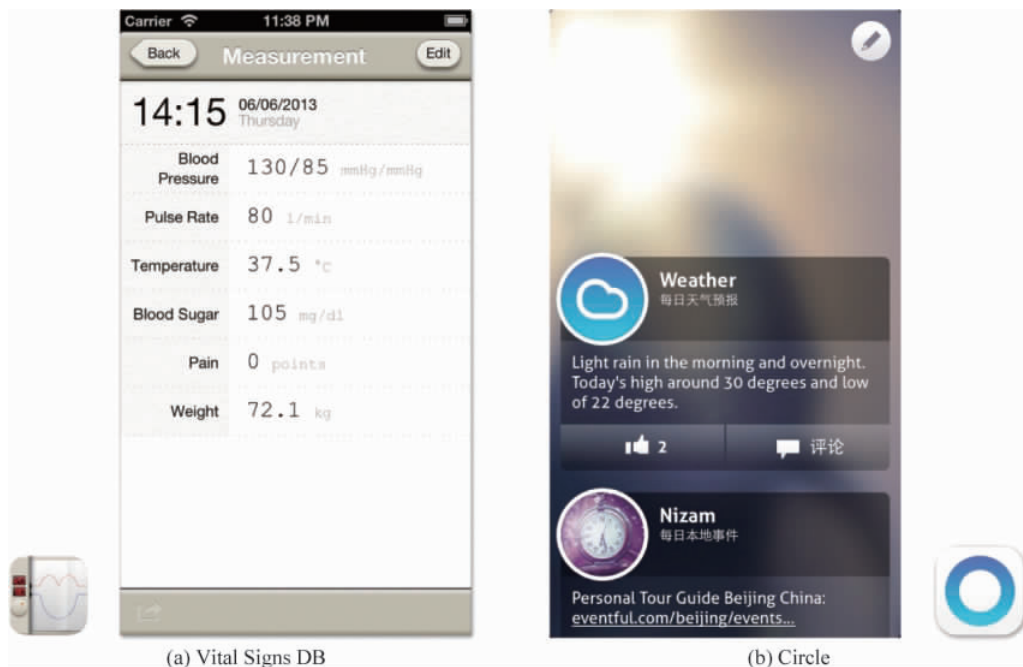 Carrier 11:38 PM
Back Measurement Edit
14:15 06/06/2013
Thursday
Blood
Pressure 130/85 mmHg/mmHg
Pulse Rate 80 1/min
Temperature 37.5 °C
Blood Sugar 105 mg/dl
Pain 0 points
Weight 72.1 kg
(a) Vital Signs DB
Weather
每日天气预报
Light rain in the morning and overnight.
Today's high around 30 degrees and low
of 22 degrees.
2 评论
Nizam
每日本地事件
Personal Tour Guide Beijing China:
eventful.com/beijing/events...
(b) Circle